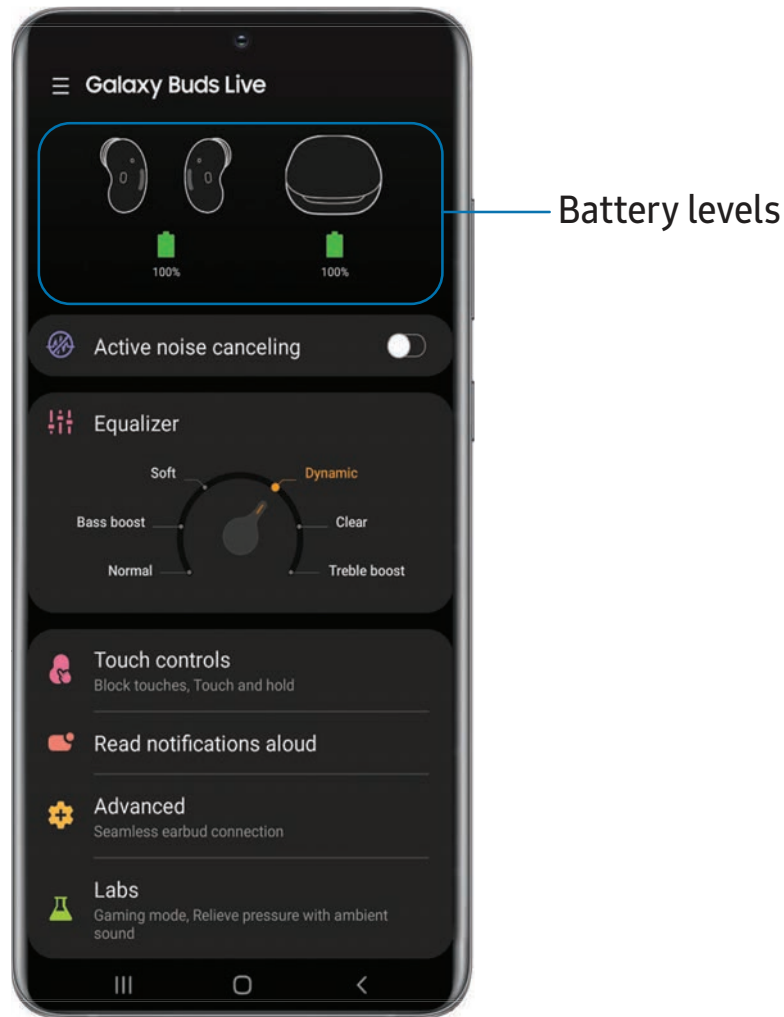 Galaxy Buds Live
100%
100%
Battery levels
Active noise canceling
Equalizer
Soft
Dynamic
Bass boost
Clear
Normal
Treble boost
Touch controls
Block touches, Touch and hold
Read notifications aloud
Advanced
Seamless earbud connection
Labs
Gaming mode, Relieve pressure with ambient
sound